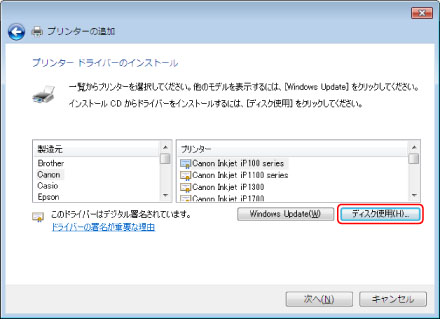 プリンターの追加
プリンター ドライバーのインストール
一覧からプリンターを選択してください。他のモデルを表示するには、[Windows Update] をクリックしてください。
インストール CD からドライバーをインストールするには、[ディスク使用] をクリックしてください。
製造元
Brother
Canon
Casio
Epson
プリンター
Canon Inkjet iP100 series
Canon Inkjet iP1100 series
Canon Inkjet iP1300
Canon Inkjet iP1700
このドライバーはデジタル署名されています。
ドライバーの署名が重要な理由
Windows Update(W)
ディスク使用(H)...
次へ(N)
キャンセル